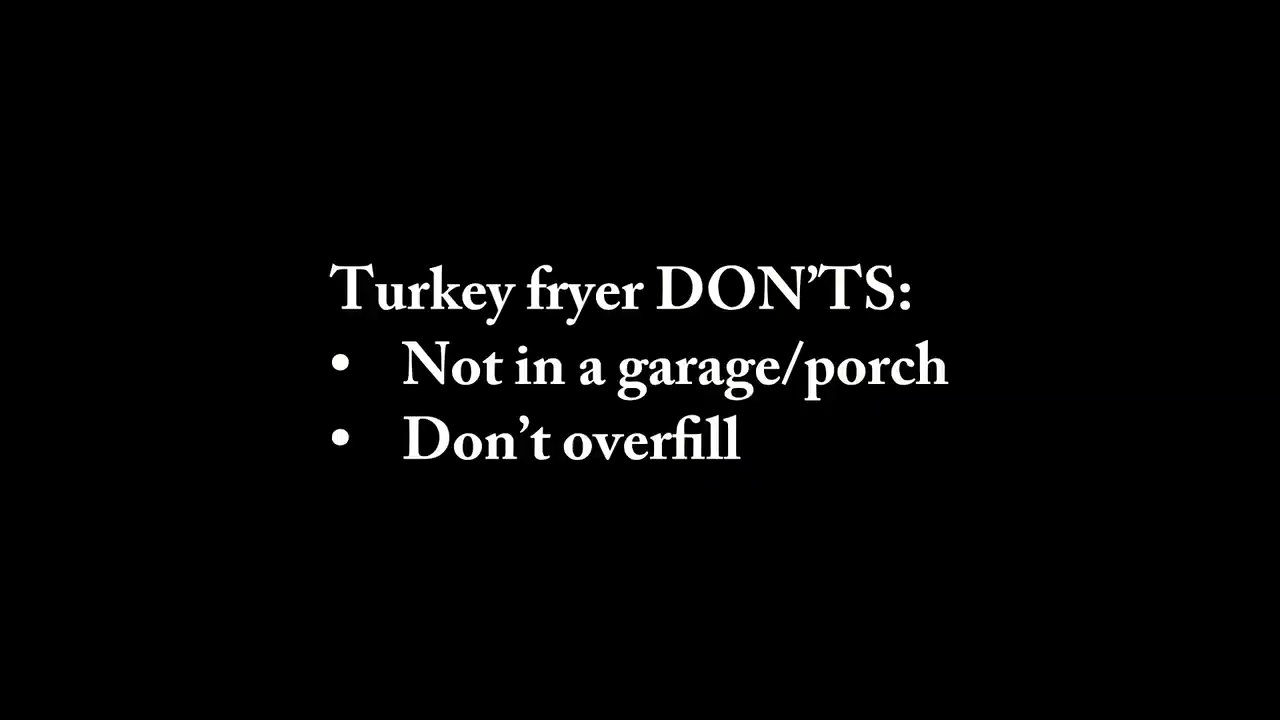 Turkey fryer DON’TS:
• Not in a garage/porch
• Don’t overfill